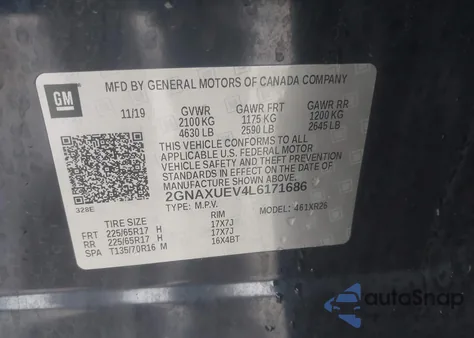 MFD BY GENERAL MOTORS OF CANADA COMPANY
GM
11/19 GVWR GAWR FRT GAWR RR
2100 KG 1175 KG 1200 KG
4630 LB 2590 LB 2645 LB
THIS VEHICLE CONFORMS TO ALL
APPLICABLE U.S. FEDERAL MOTOR
VEHICLE SAFETY AND THEFT PREVENTION
STANDARDS IN EFFECT ON THE DATE OF
MANUFACTURE SHOWN ABOVE.
2GNAXUEV4L6171686
328E TYPE: M.P.V. MODEL: 461XR26
TIRE SIZE RIM
FRT 225/65R17 H 17X7J
RR 225/65R17 H 17X7J
SPA T135/70R16 M 16X4BT
autoSnap